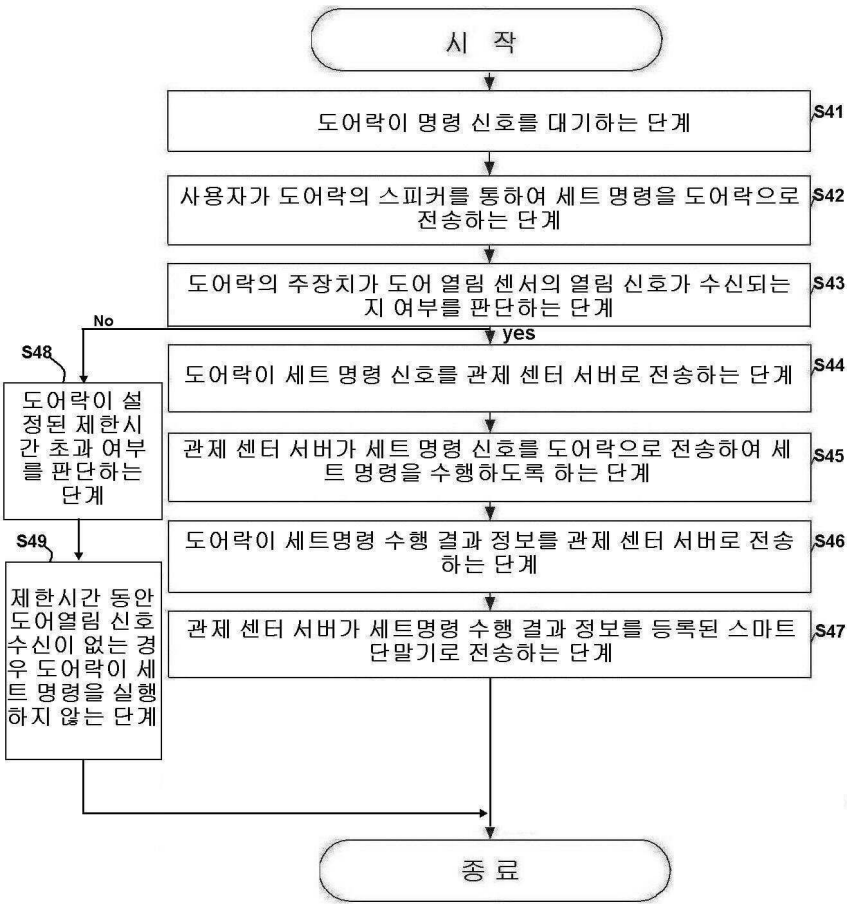 시 작
S41
도어락이 명령 신호를 대기하는 단계
S42
사용자가 도어락의 스피커를 통하여 세트 명령을 도어락으로
전송하는 단계
S43
도어락의 주장치가 도어 열림 센서의 열림 신호가 수신되는
지 여부를 판단하는 단계
No
yes
S44
도어락이 세트 명령 신호를 관제 센터 서버로 전송하는 단계
S45
관제 센터 서버가 세트 명령 신호를 도어락으로 전송하여 세
트 명령을 수행하도록 하는 단계
S46
도어락이 세트명령 수행 결과 정보를 관제 센터 서버로 전송
하는 단계
S47
관제 센터 서버가 세트명령 수행 결과 정보를 등록된 스마트
단말기로 전송하는 단계
S48
도어락이 설
정된 제한시
간 초과 여부
를 판단하는
단계
S49
제한시간 동안
도어열림 신호
수신이 없는 경
우 도어락이 세
트 명령을 실행
하지 않는 단계
종 료